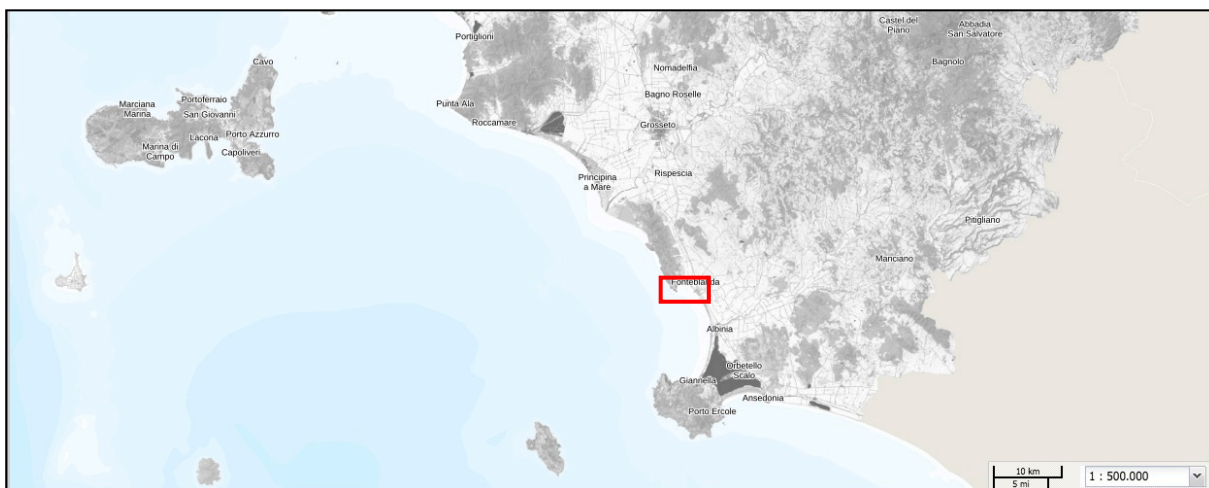 Castel del
Piano
Abbadia
San Salvatore
Portiglioni
Cavo
Nomadelfia
Bagnolo
Marciana
Marina
Portoferraio
San Giovanni
Bagno Roselle
Punta Ala
Roccamare
Grosseto
Lacona
Porto Azzurro
Marina di
Campo
Capoliveri
Principina
a Mare
Rispescia
Pitigliano
Manciano
Fonteblanda
Albinia
Orbetello
Scalo
Giannella
Ansedonia
Porto Ercole
10 km
5 mi
1 : 500.000